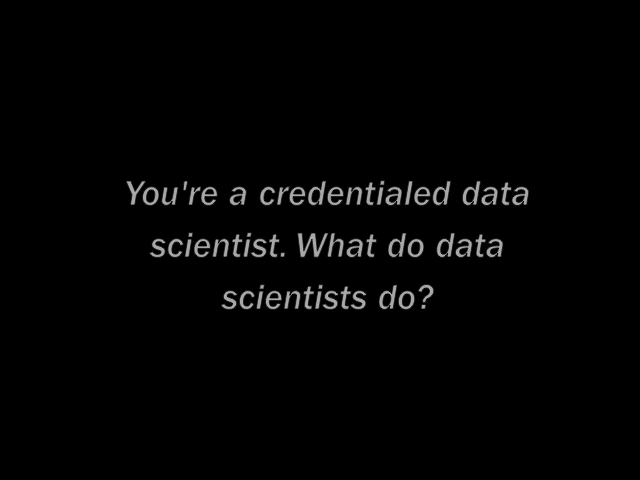 You're a credentialed data
scientist. What do data
scientists do?